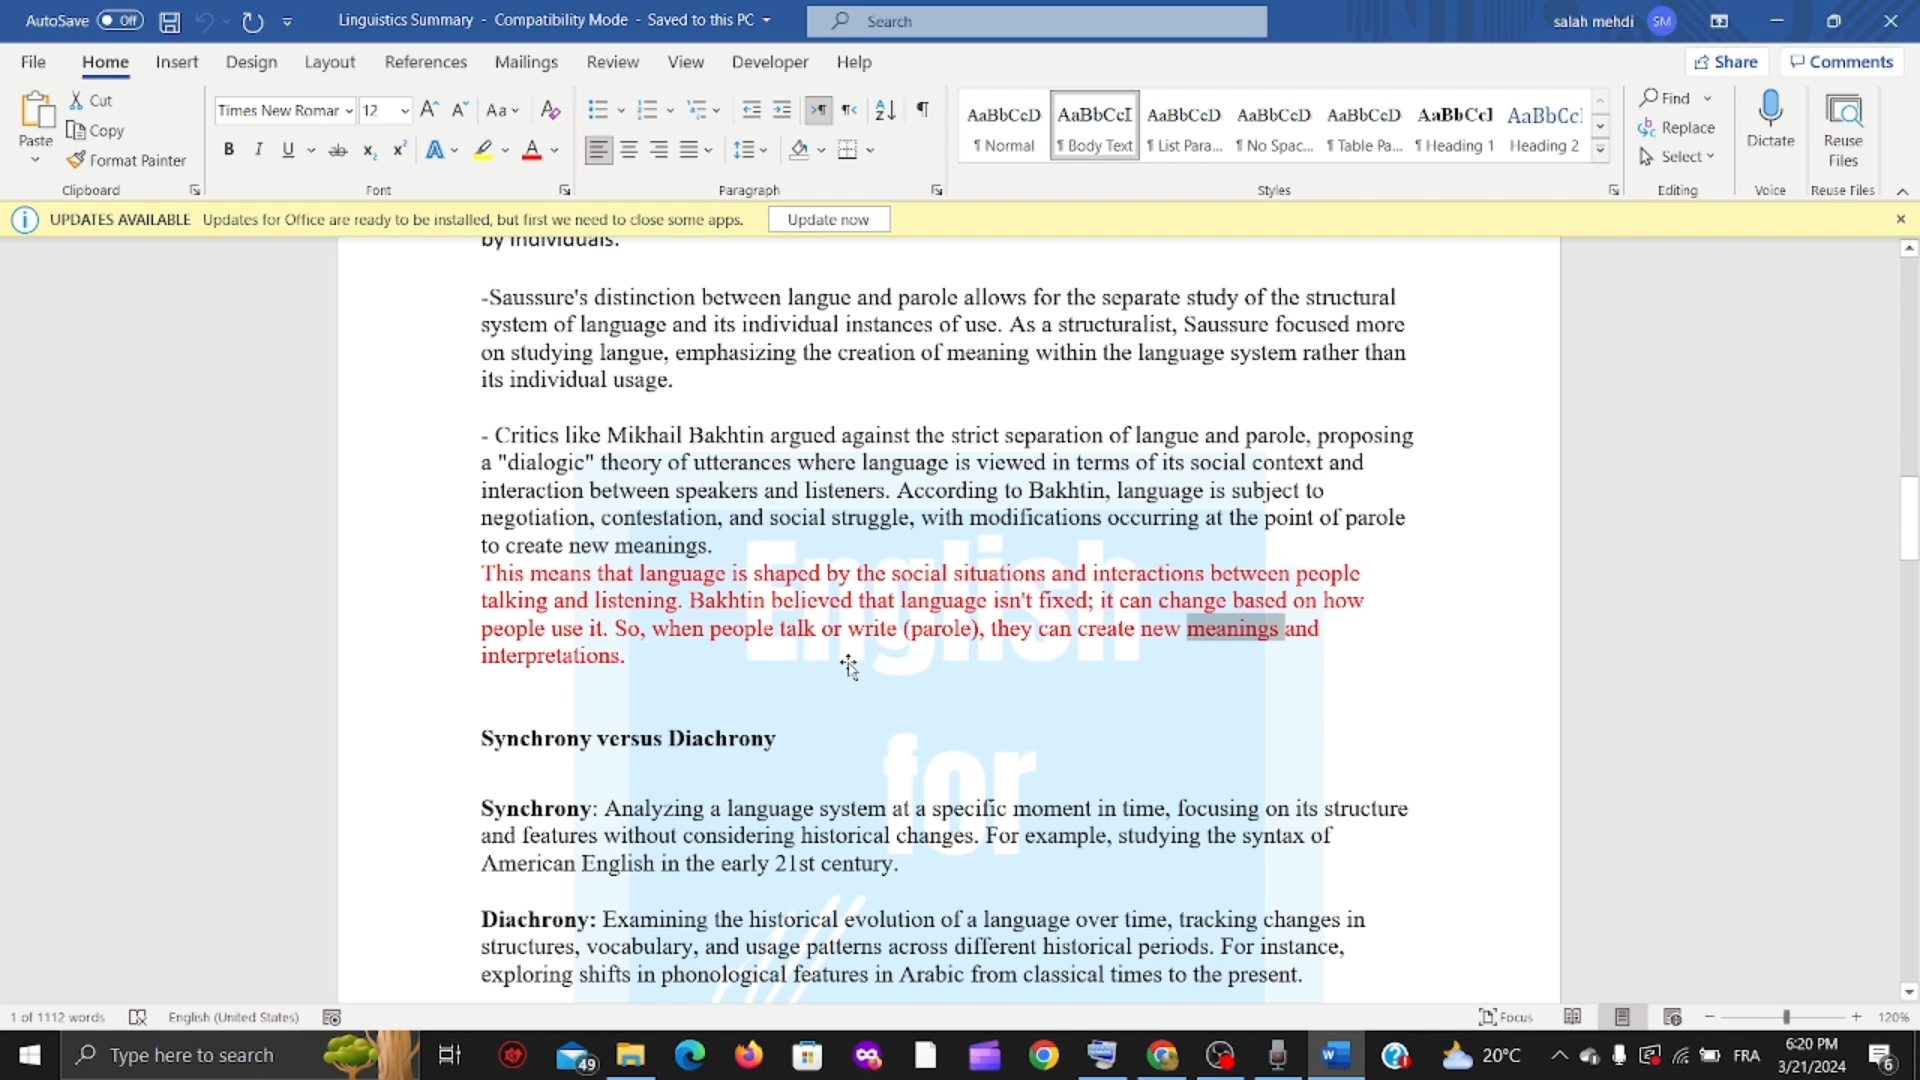 AutoSave Off Linguistics Summary - Compatibility Mode - Saved to this PC Search salah mehdi SM
File Home Insert Design Layout References Mailings Review View Developer Help Share Comments
Paste Cut Copy Format Painter Clipboard
Times New Romar 12 Font
Paragraph
AaBbCcD AaBbCcI AaBbCcD AaBbCcD AaBbCcD AaBbCcI AaBbCc
¶ Normal ¶ Body Text ¶ List Para... ¶ No Spac... ¶ Table Pa... ¶ Heading 1 Heading 2
Styles
Find Replace Select Editing
Dictate Voice
Reuse Files Reuse Files
UPDATES AVAILABLE Updates for Office are ready to be installed, but first we need to close some apps. Update now
by individuals.
-Saussure's distinction between langue and parole allows for the separate study of the structural
system of language and its individual instances of use. As a structuralist, Saussure focused more
on studying langue, emphasizing the creation of meaning within the language system rather than
its individual usage.
- Critics like Mikhail Bakhtin argued against the strict separation of langue and parole, proposing
a "dialogic" theory of utterances where language is viewed in terms of its social context and
interaction between speakers and listeners. According to Bakhtin, language is subject to
negotiation, contestation, and social struggle, with modifications occurring at the point of parole
to create new meanings.
This means that language is shaped by the social situations and interactions between people
talking and listening. Bakhtin believed that language isn't fixed; it can change based on how
people use it. So, when people talk or write (parole), they can create new meanings and
interpretations.
English
for
Synchrony versus Diachrony
Synchrony: Analyzing a language system at a specific moment in time, focusing on its structure
and features without considering historical changes. For example, studying the syntax of
American English in the early 21st century.
Diachrony: Examining the historical evolution of a language over time, tracking changes in
structures, vocabulary, and usage patterns across different historical periods. For instance,
exploring shifts in phonological features in Arabic from classical times to the present.
1 of 1112 words English (United States) Focus 120%
Type here to search 49 20°C FRA 6:20 PM 3/21/2024 6